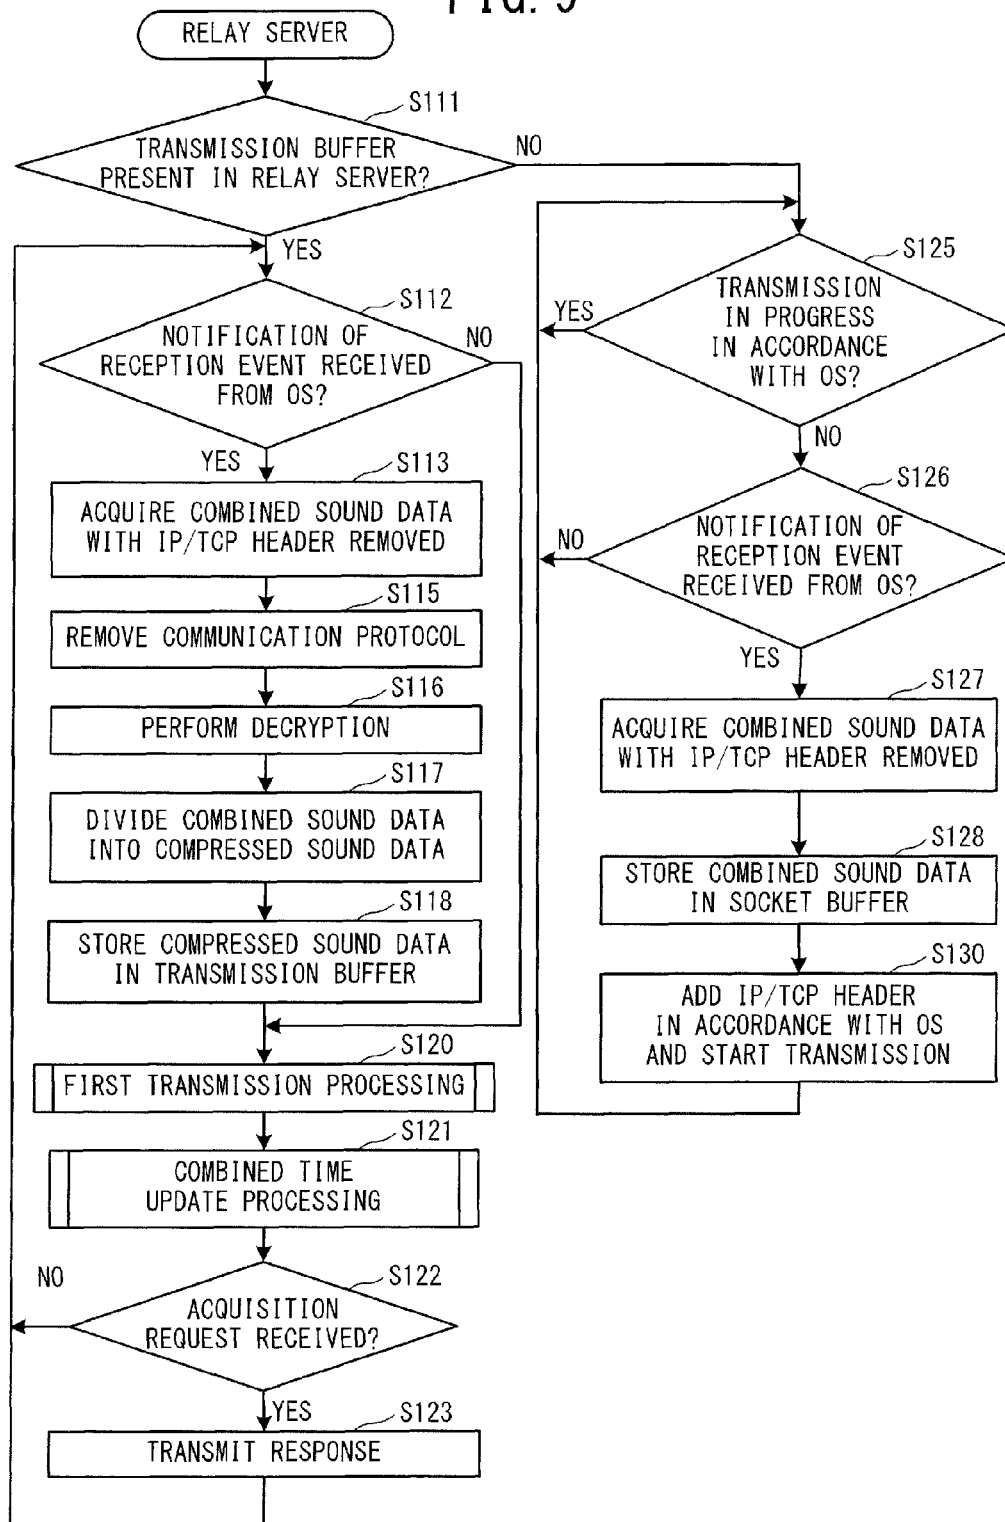 FIG. 9
RELAY SERVER
S111
TRANSMISSION BUFFER
PRESENT IN RELAY SERVER?
NO
YES
S112
NOTIFICATION OF
RECEPTION EVENT RECEIVED
FROM OS?
NO
YES
S113
ACQUIRE COMBINED SOUND DATA
WITH IP/TCP HEADER REMOVED
S115
REMOVE COMMUNICATION PROTOCOL
S116
PERFORM DECRYPTION
S117
DIVIDE COMBINED SOUND DATA
INTO COMPRESSED SOUND DATA
S118
STORE COMPRESSED SOUND DATA
IN TRANSMISSION BUFFER
S120
FIRST TRANSMISSION PROCESSING
S121
COMBINED TIME
UPDATE PROCESSING
NO
S122
ACQUISITION
REQUEST RECEIVED?
YES
S123
TRANSMIT RESPONSE
S125
TRANSMISSION
IN PROGRESS
IN ACCORDANCE
WITH OS?
YES
NO
S126
NOTIFICATION OF
RECEPTION EVENT
RECEIVED FROM OS?
NO
YES
S127
ACQUIRE COMBINED SOUND DATA
WITH IP/TCP HEADER REMOVED
S128
STORE COMBINED SOUND DATA
IN SOCKET BUFFER
S130
ADD IP/TCP HEADER
IN ACCORDANCE WITH OS
AND START TRANSMISSION